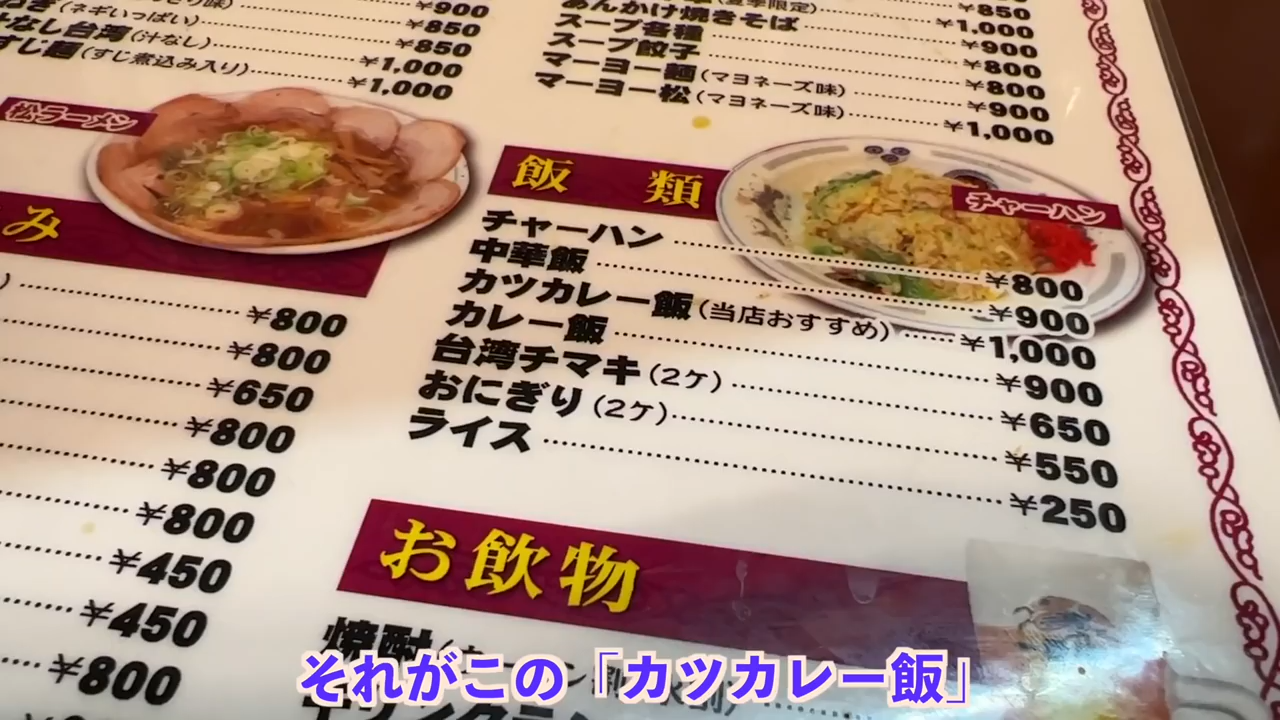 ¥900
ねぎ(ネギいっぱい) ¥850
なし台湾(汁なし) ¥850
すじ麺(すじ煮込み入り) ¥1,000
¥1,000
松ラーメン
み
¥800
¥800
¥650
¥800
¥800
¥800
¥450
¥450
¥800
(夏季限定) ¥850
あんかけ焼きそば ¥1,000
スープ各種 ¥900
スープ餃子 ¥800
マーヨー麺(マヨネーズ味) ¥800
マーヨー松(マヨネーズ味) ¥900
¥1,000
飯類
チャーハン
チャーハン ¥800
中華飯 ¥900
カツカレー飯(当店おすすめ) ¥1,000
カレー飯 ¥900
台湾チマキ(2ケ) ¥650
おにぎり(2ケ) ¥550
ライス ¥250
お飲物
焼酎
それがこの「カツカレー飯」